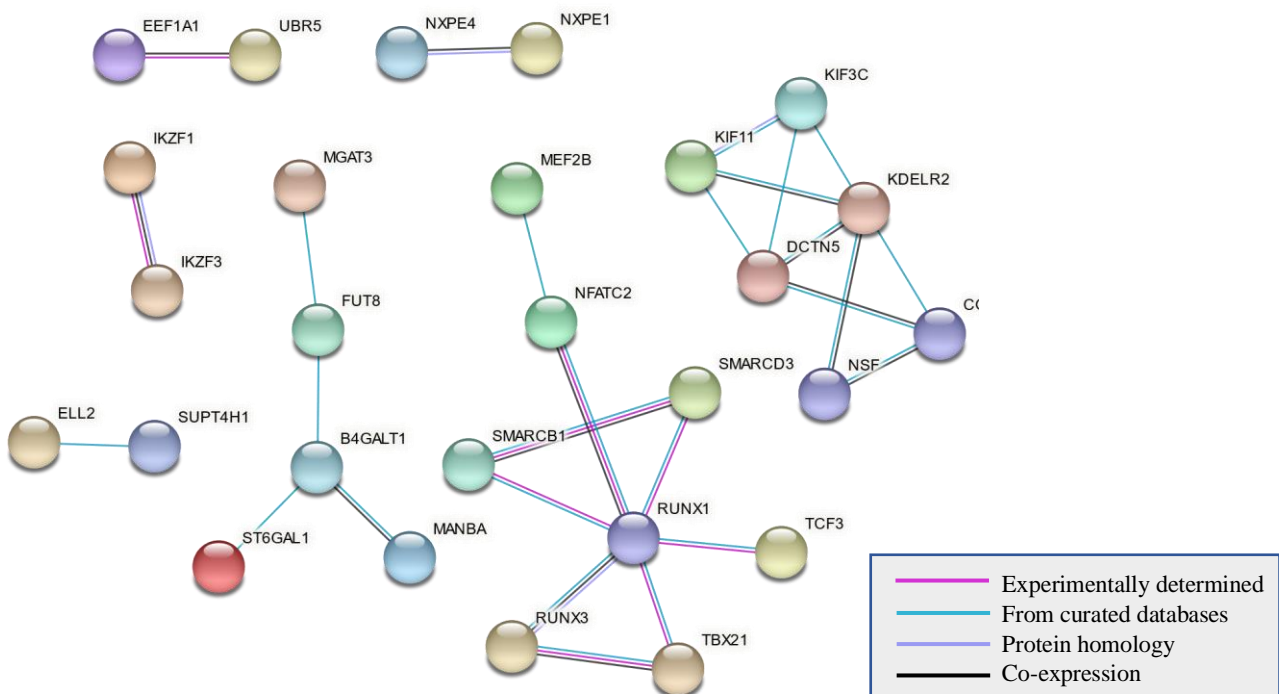 EEF1A1
UBR5
NXPE4
NXPE1
KIF3C
KIF11
IKZF1
MGAT3
MEF2B
KDELR2
DCTN5
IKZF3
FUT8
NFATC2
CC
NSF
SMARCD3
ELL2
SUPT4H1
B4GALT1
SMARCB1
RUNX1
TCF3
ST6GAL1
MANBA
RUNX3
TBX21
Experimentally determined
From curated databases
Protein homology
Co-expression